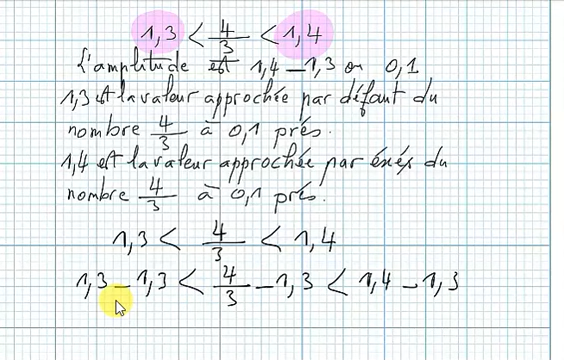 1,3 < 4/3 < 1,4
L'amplitude est 1,4 - 1,3 ou 0,1
1,3 est la valeur approchée par défaut du
nombre 4/3 à 0,1 prés.
1,4 est la valeur approchée par éxés du
nombre 4/3 à 0,1 prés.
1,3 < 4/3 < 1,4
1,3 - 1,3 < 4/3 - 1,3 < 1,4 - 1,3